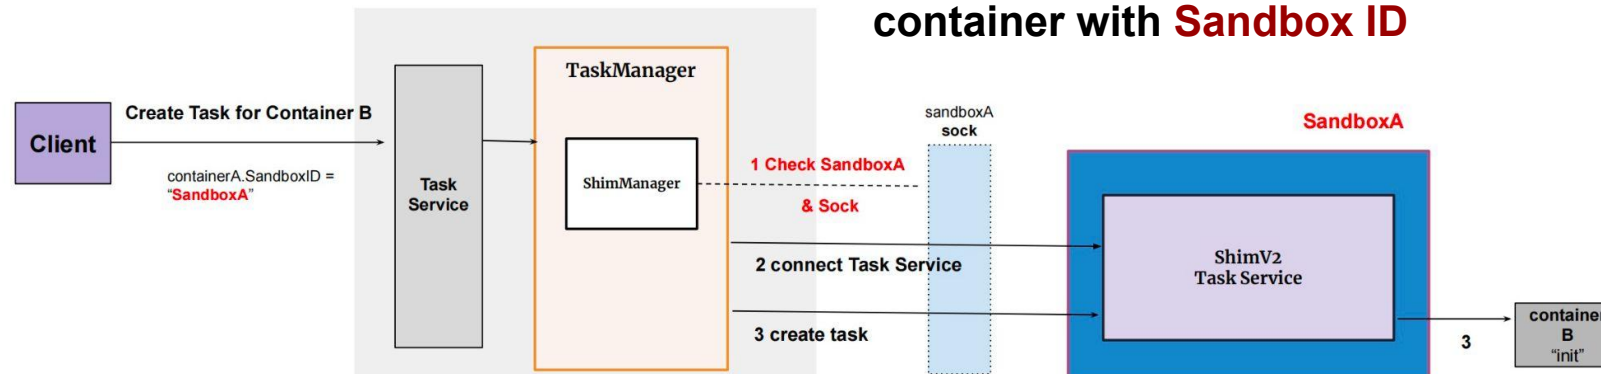 container with Sandbox ID
TaskManager
Client
Create Task for Container B
containerA.SandboxID =
“SandboxA”
Task
Service
ShimManager
1 Check SandboxA
& Sock
sandboxA
sock
SandboxA
2 connect Task Service
3 create task
ShimV2
Task Service
3
container
B
“init”